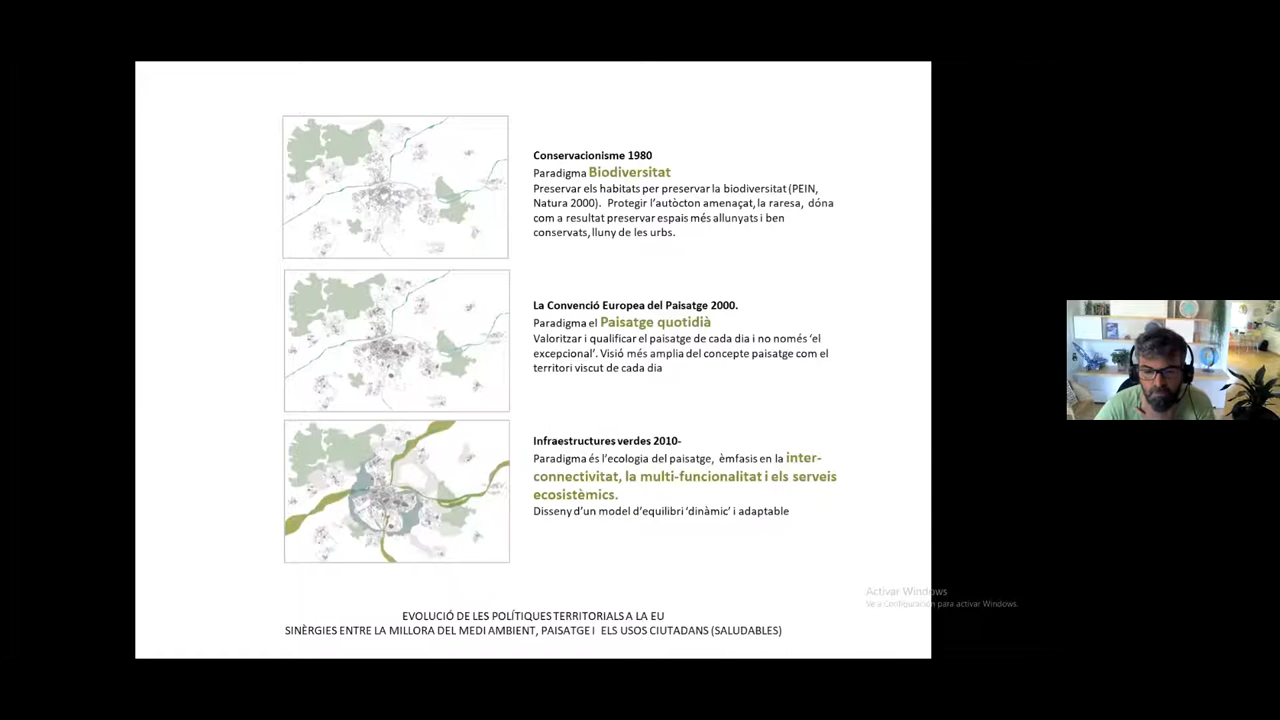 Conservacionisme 1980
Paradigma Biodiversitat
Preservar els habitats per preservar la biodiversitat (PEIN,
Natura 2000). Protegir l'autòcton amenaçat, la raresa, dóna
com a resultat preservar espais més allunyats i ben
conservats, lluny de les urbs.
La Convenció Europea del Paisatge 2000.
Paradigma el Paisatge quotidià
Valoritzar i qualificar el paisatge de cada dia i no només 'el
excepcional'. Visió més amplia del concepte paisatge com el
territori viscut de cada dia
Infraestructures verdes 2010-
Paradigma és l'ecologia del paisatge, èmfasis en la inter-
connectivitat, la multi-funcionalitat i els serveis
ecosistèmics.
Disseny d'un model d'equilibri 'dinàmic' i adaptable
EVOLUCIÓ DE LES POLÍTIQUES TERRITORIALS A LA EU
SINÈRGIES ENTRE LA MILLORA DEL MEDI AMBIENT, PAISATGE I ELS USOS CIUTADANS (SALUDABLES)
Activar Windows
Ve a Configuración para activar Windows.